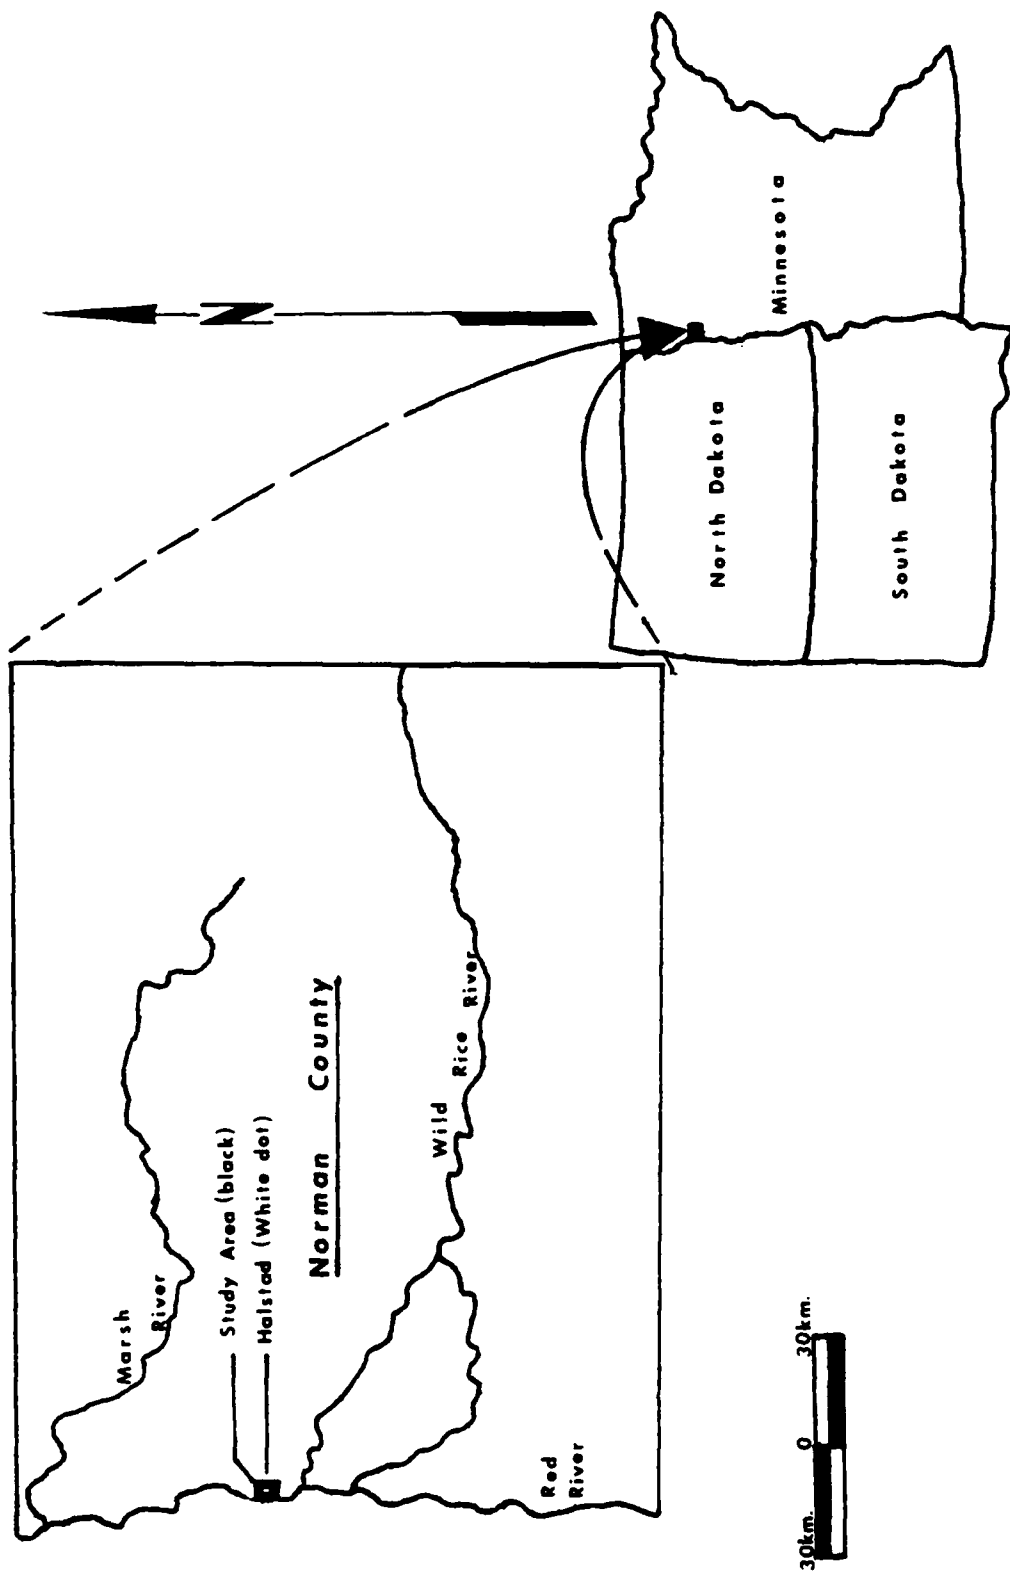 Marsh
River
Study Area (black)
Halstad (White dot)
Norman County
Wild Rice River
Red
River
N
Minnesota
North Dakota
South Dakota
30km. 0 30km.